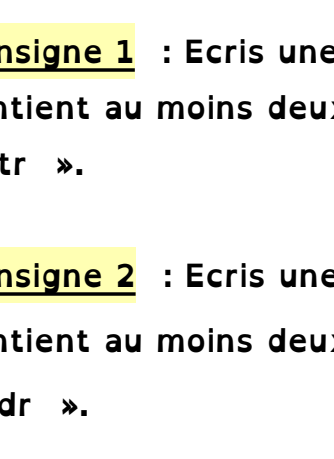 nsigne 1 : Ecris une
ntient au moins deux
tr ».
nsigne 2 : Ecris une
ntient au moins deux
dr ».